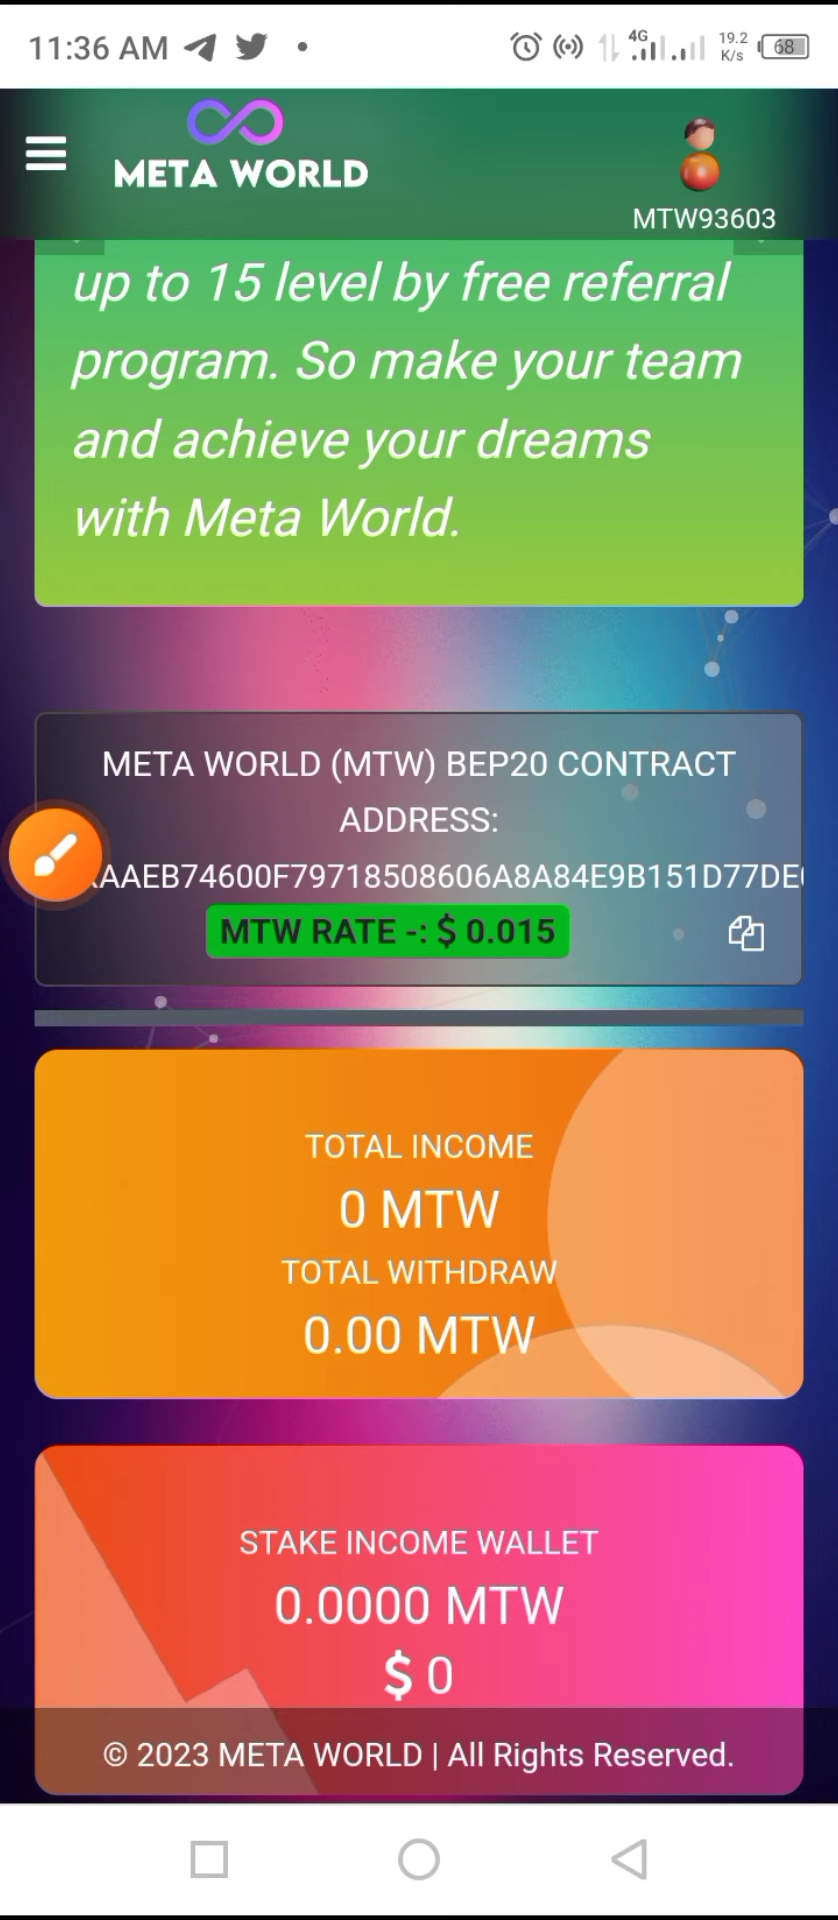 11:36 AM
4G
19.2
K/s
68
META WORLD
MTW93603
up to 15 level by free referral
program. So make your team
and achieve your dreams
with Meta World.
META WORLD (MTW) BEP20 CONTRACT
ADDRESS:
AAEB74600F79718508606A8A84E9B151D77DE
MTW RATE -: $ 0.015
TOTAL INCOME
0 MTW
TOTAL WITHDRAW
0.00 MTW
STAKE INCOME WALLET
0.0000 MTW
$ 0
© 2023 META WORLD | All Rights Reserved.